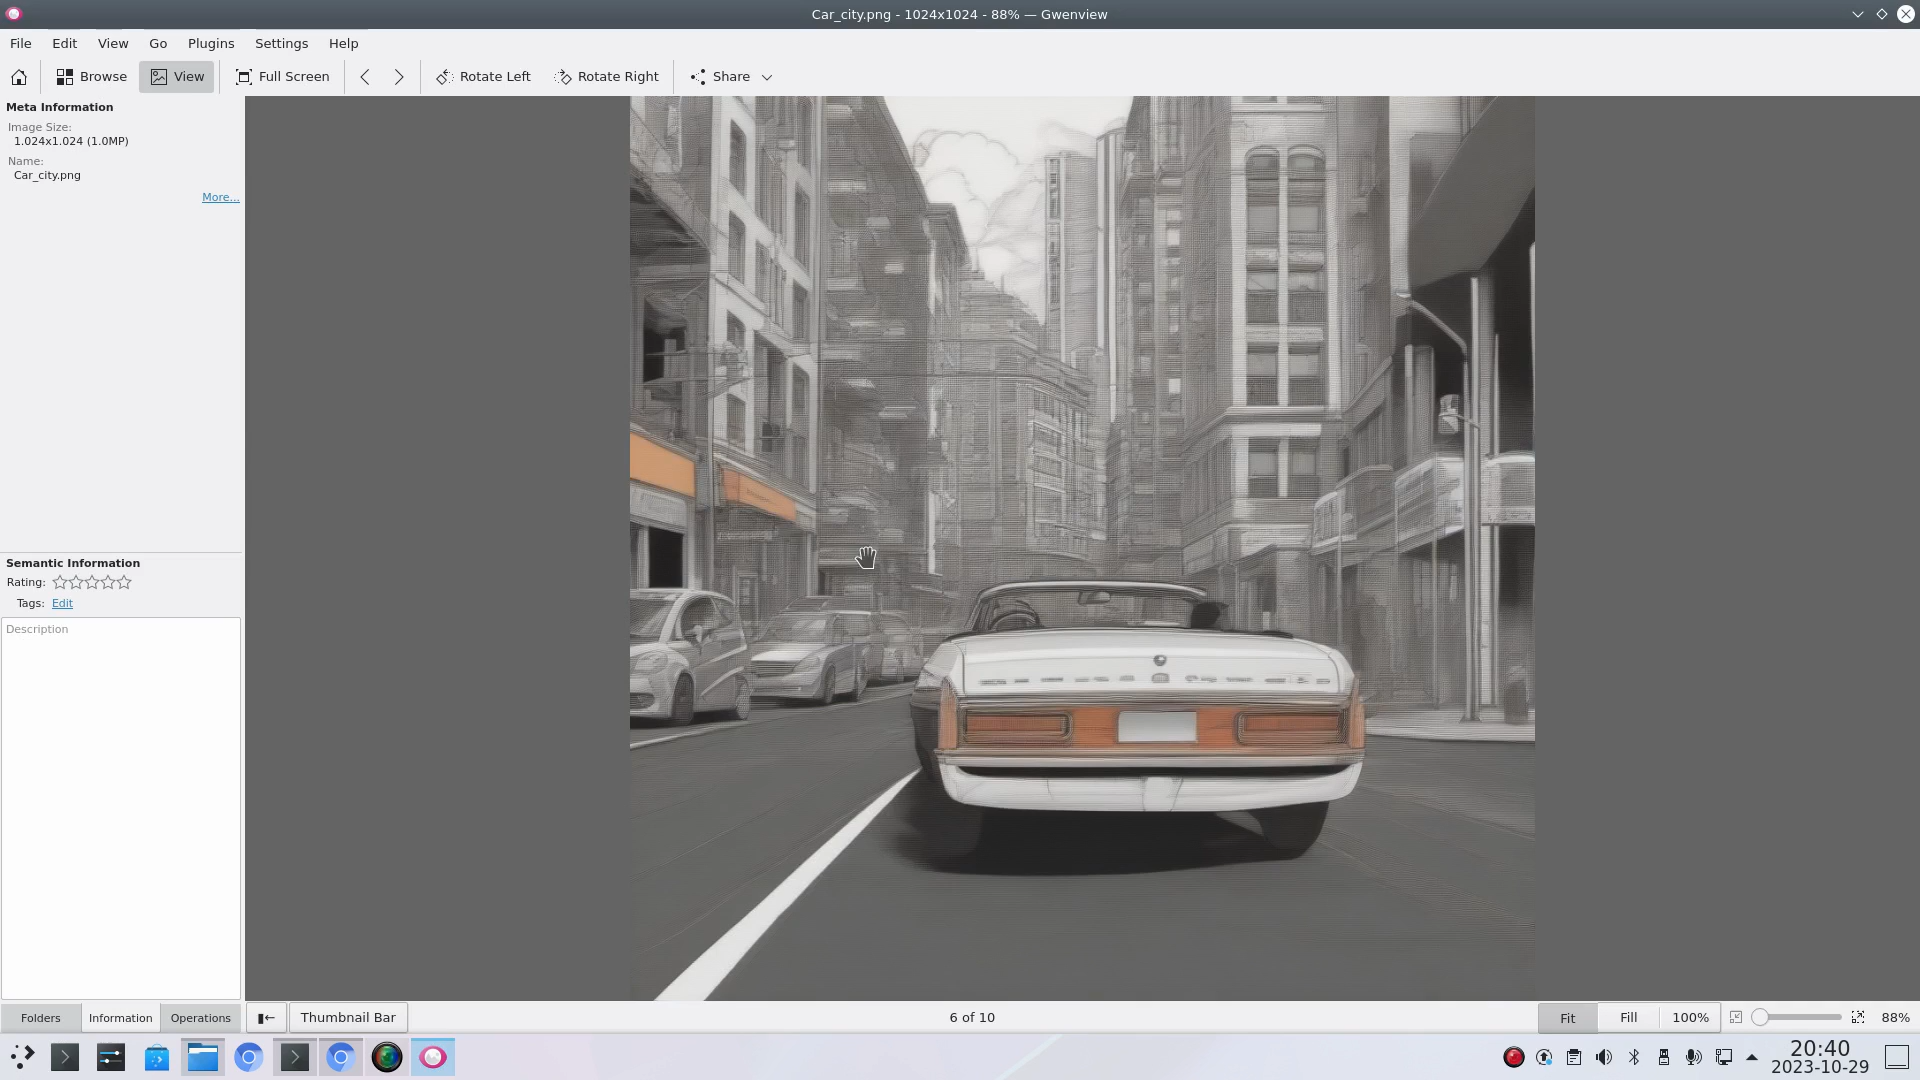 Car_city.png - 1024x1024 - 88% — Gwenview
File Edit View Go Plugins Settings Help
Browse View Full Screen Rotate Left Rotate Right Share
Meta Information
Image Size:
1.024x1.024 (1.0MP)
Name:
Car_city.png
More...
Semantic Information
Rating:
Tags: Edit
Description
Folders Information Operations Thumbnail Bar 6 of 10 Fit Fill 100% 88%
20:40
2023-10-29